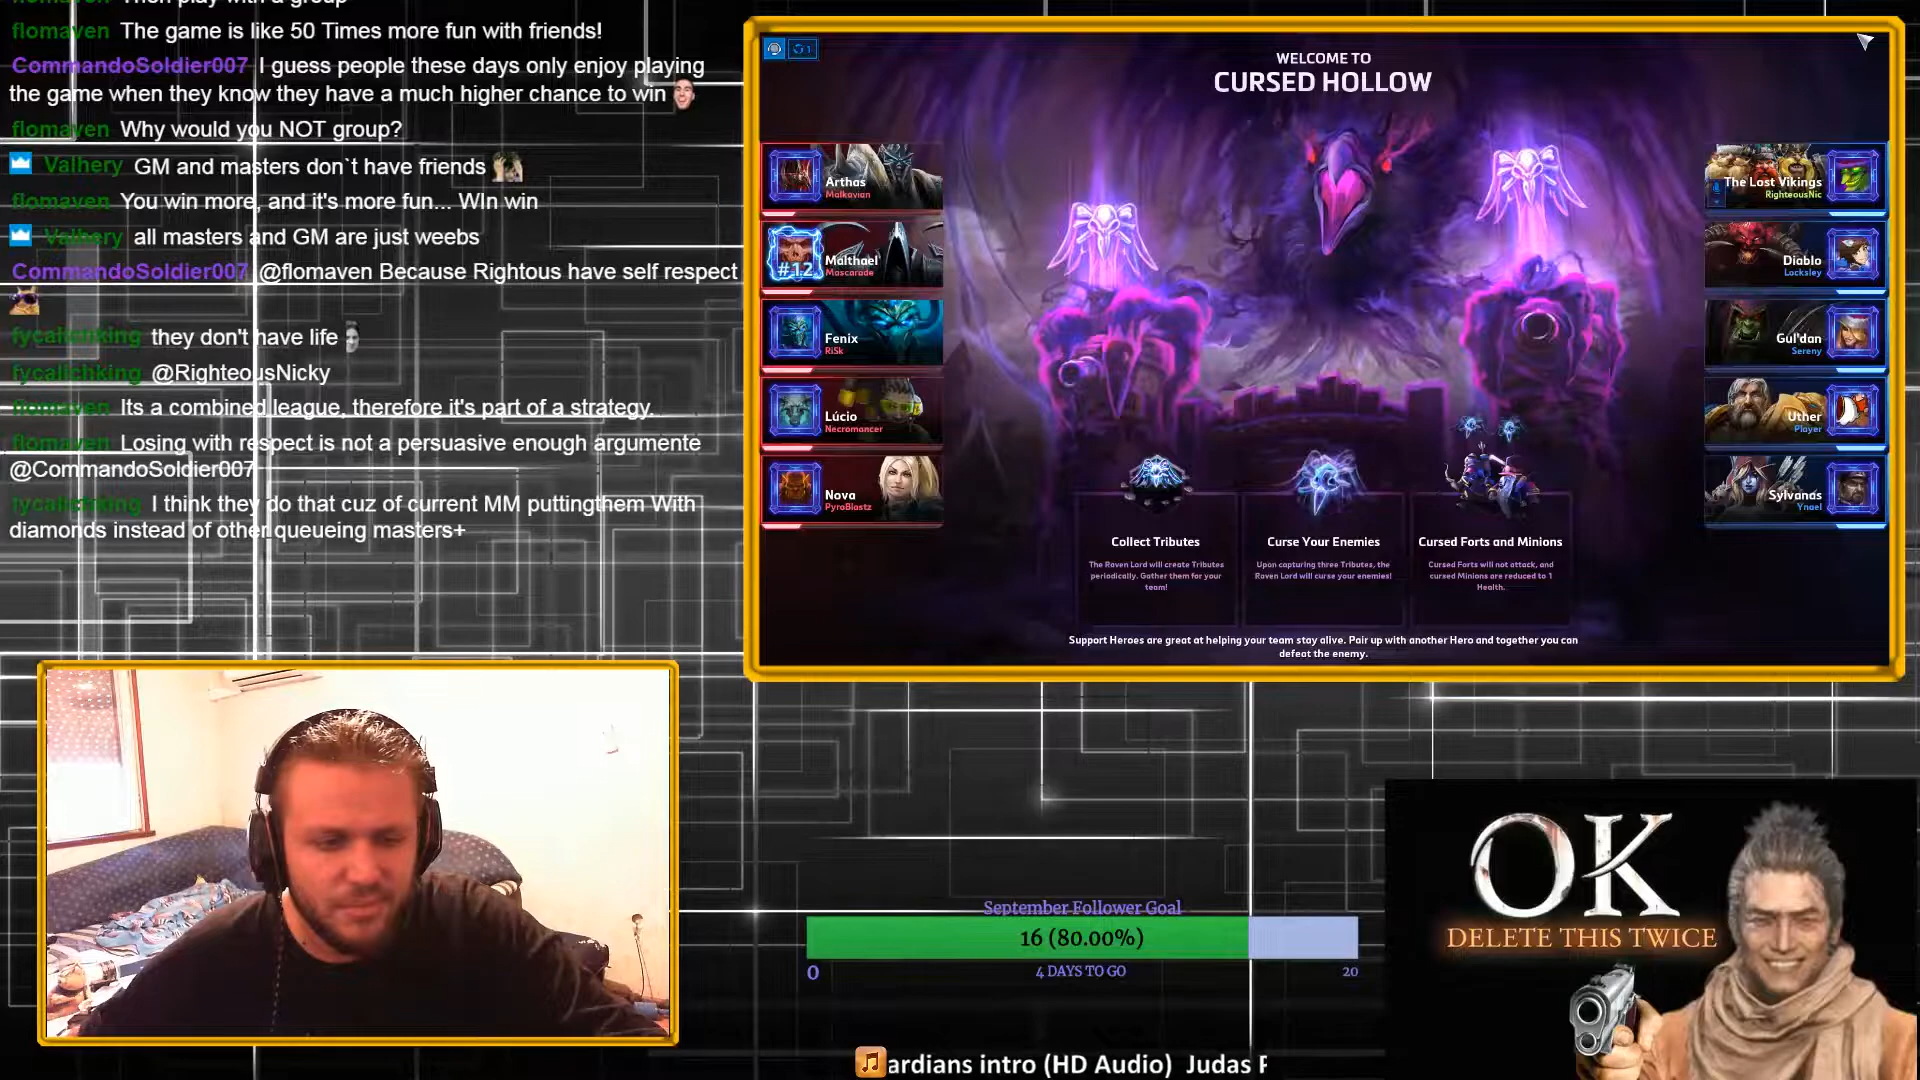 flomaven Then play with a group
flomaven The game is like 50 Times more fun with friends!
CommandoSoldier007 I guess people these days only enjoy playing
the game when they know they have a much higher chance to win
flomaven Why would you NOT group?
Valhery GM and masters don`t have friends
flomaven You win more, and it's more fun... WIn win
Valhery all masters and GM are just weebs
CommandoSoldier007 @flomaven Because Rightous have self respect
fycalichking they don't have life
fycalichking @RighteousNicky
flomaven Its a combined league, therefore it's part of a strategy.
flomaven Losing with respect is not a persuasive enough argumente
@CommandoSoldier007
fycalichking I think they do that cuz of current MM puttingthem With
diamonds instead of other queueing masters+
1
WELCOME TO
CURSED HOLLOW
Arthas
Malkavian
#12
Malthael
Mascarade
Fenix
RiSk
Lúcio
Necromancer
Nova
PyroBlastz
The Lost Vikings
RighteousNic
Diablo
Locksley
Gul'dan
Sereny
Uther
Player
Sylvanas
Ynael
Collect Tributes
The Raven Lord will create Tributes
periodically. Gather them for your
team!
Curse Your Enemies
Upon capturing three Tributes, the
Raven Lord will curse your enemies!
Cursed Forts and Minions
Cursed Forts will not attack, and
cursed Minions are reduced to 1
Health.
Support Heroes are great at helping your team stay alive. Pair up with another Hero and together you can
defeat the enemy.
September Follower Goal
16 (80.00%)
0
4 DAYS TO GO
20
OK
DELETE THIS TWICE
ardians intro (HD Audio) Judas P